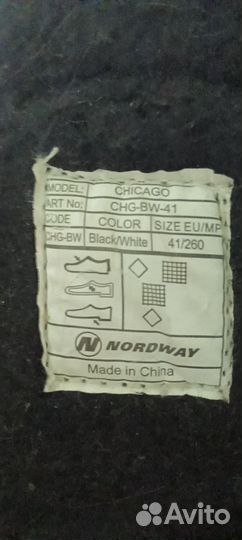 MODEL: CHICAGO
ART No: CHG-BW-41
CODE COLOR SIZE EU/MP
CHG-BW Black/White 41/260
N NORDWAY
Made in China
Avito